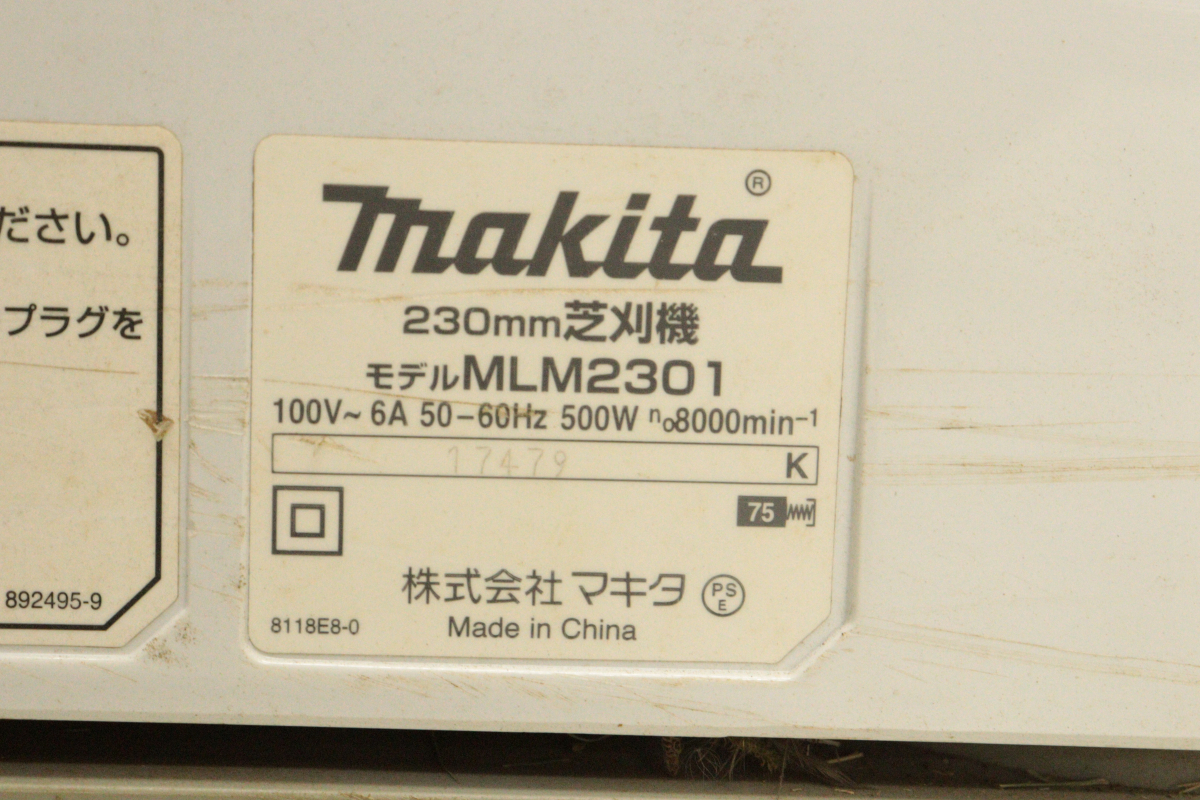 ださい。
プラグを
892495-9
makita®
230mm芝刈機
モデルMLM2301
100V~ 6A 50-60Hz 500W n₀8000min⁻¹
17479 K
75
株式会社 マキタ PSE
8118E8-0 Made in China